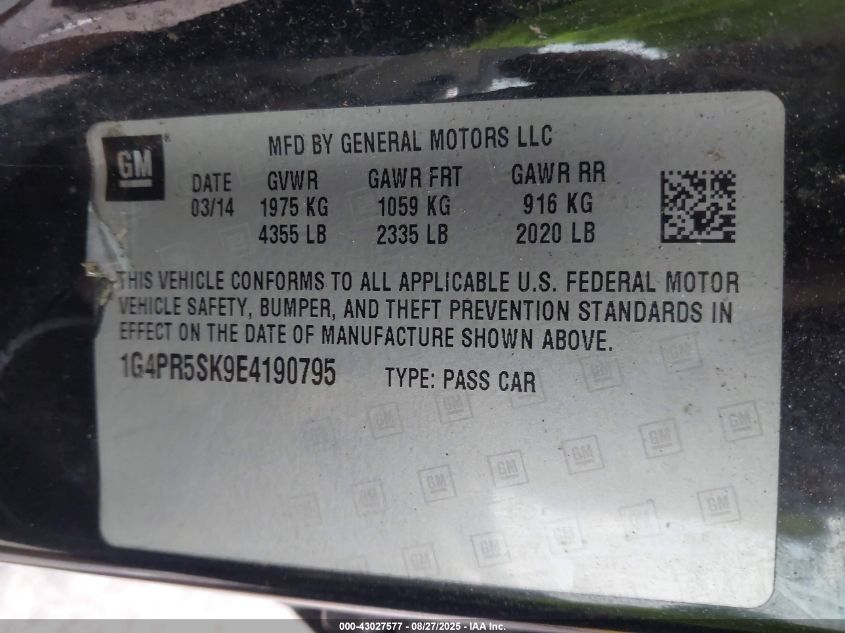 GM®
MFD BY GENERAL MOTORS LLC
DATE GVWR GAWR FRT GAWR RR
03/14 1975 KG 1059 KG 916 KG
4355 LB 2335 LB 2020 LB
THIS VEHICLE CONFORMS TO ALL APPLICABLE U.S. FEDERAL MOTOR
VEHICLE SAFETY, BUMPER, AND THEFT PREVENTION STANDARDS IN
EFFECT ON THE DATE OF MANUFACTURE SHOWN ABOVE.
1G4PR5SK9E4190795 TYPE: PASS CAR
000-43027577 - 08/27/2025 - IAA Inc.